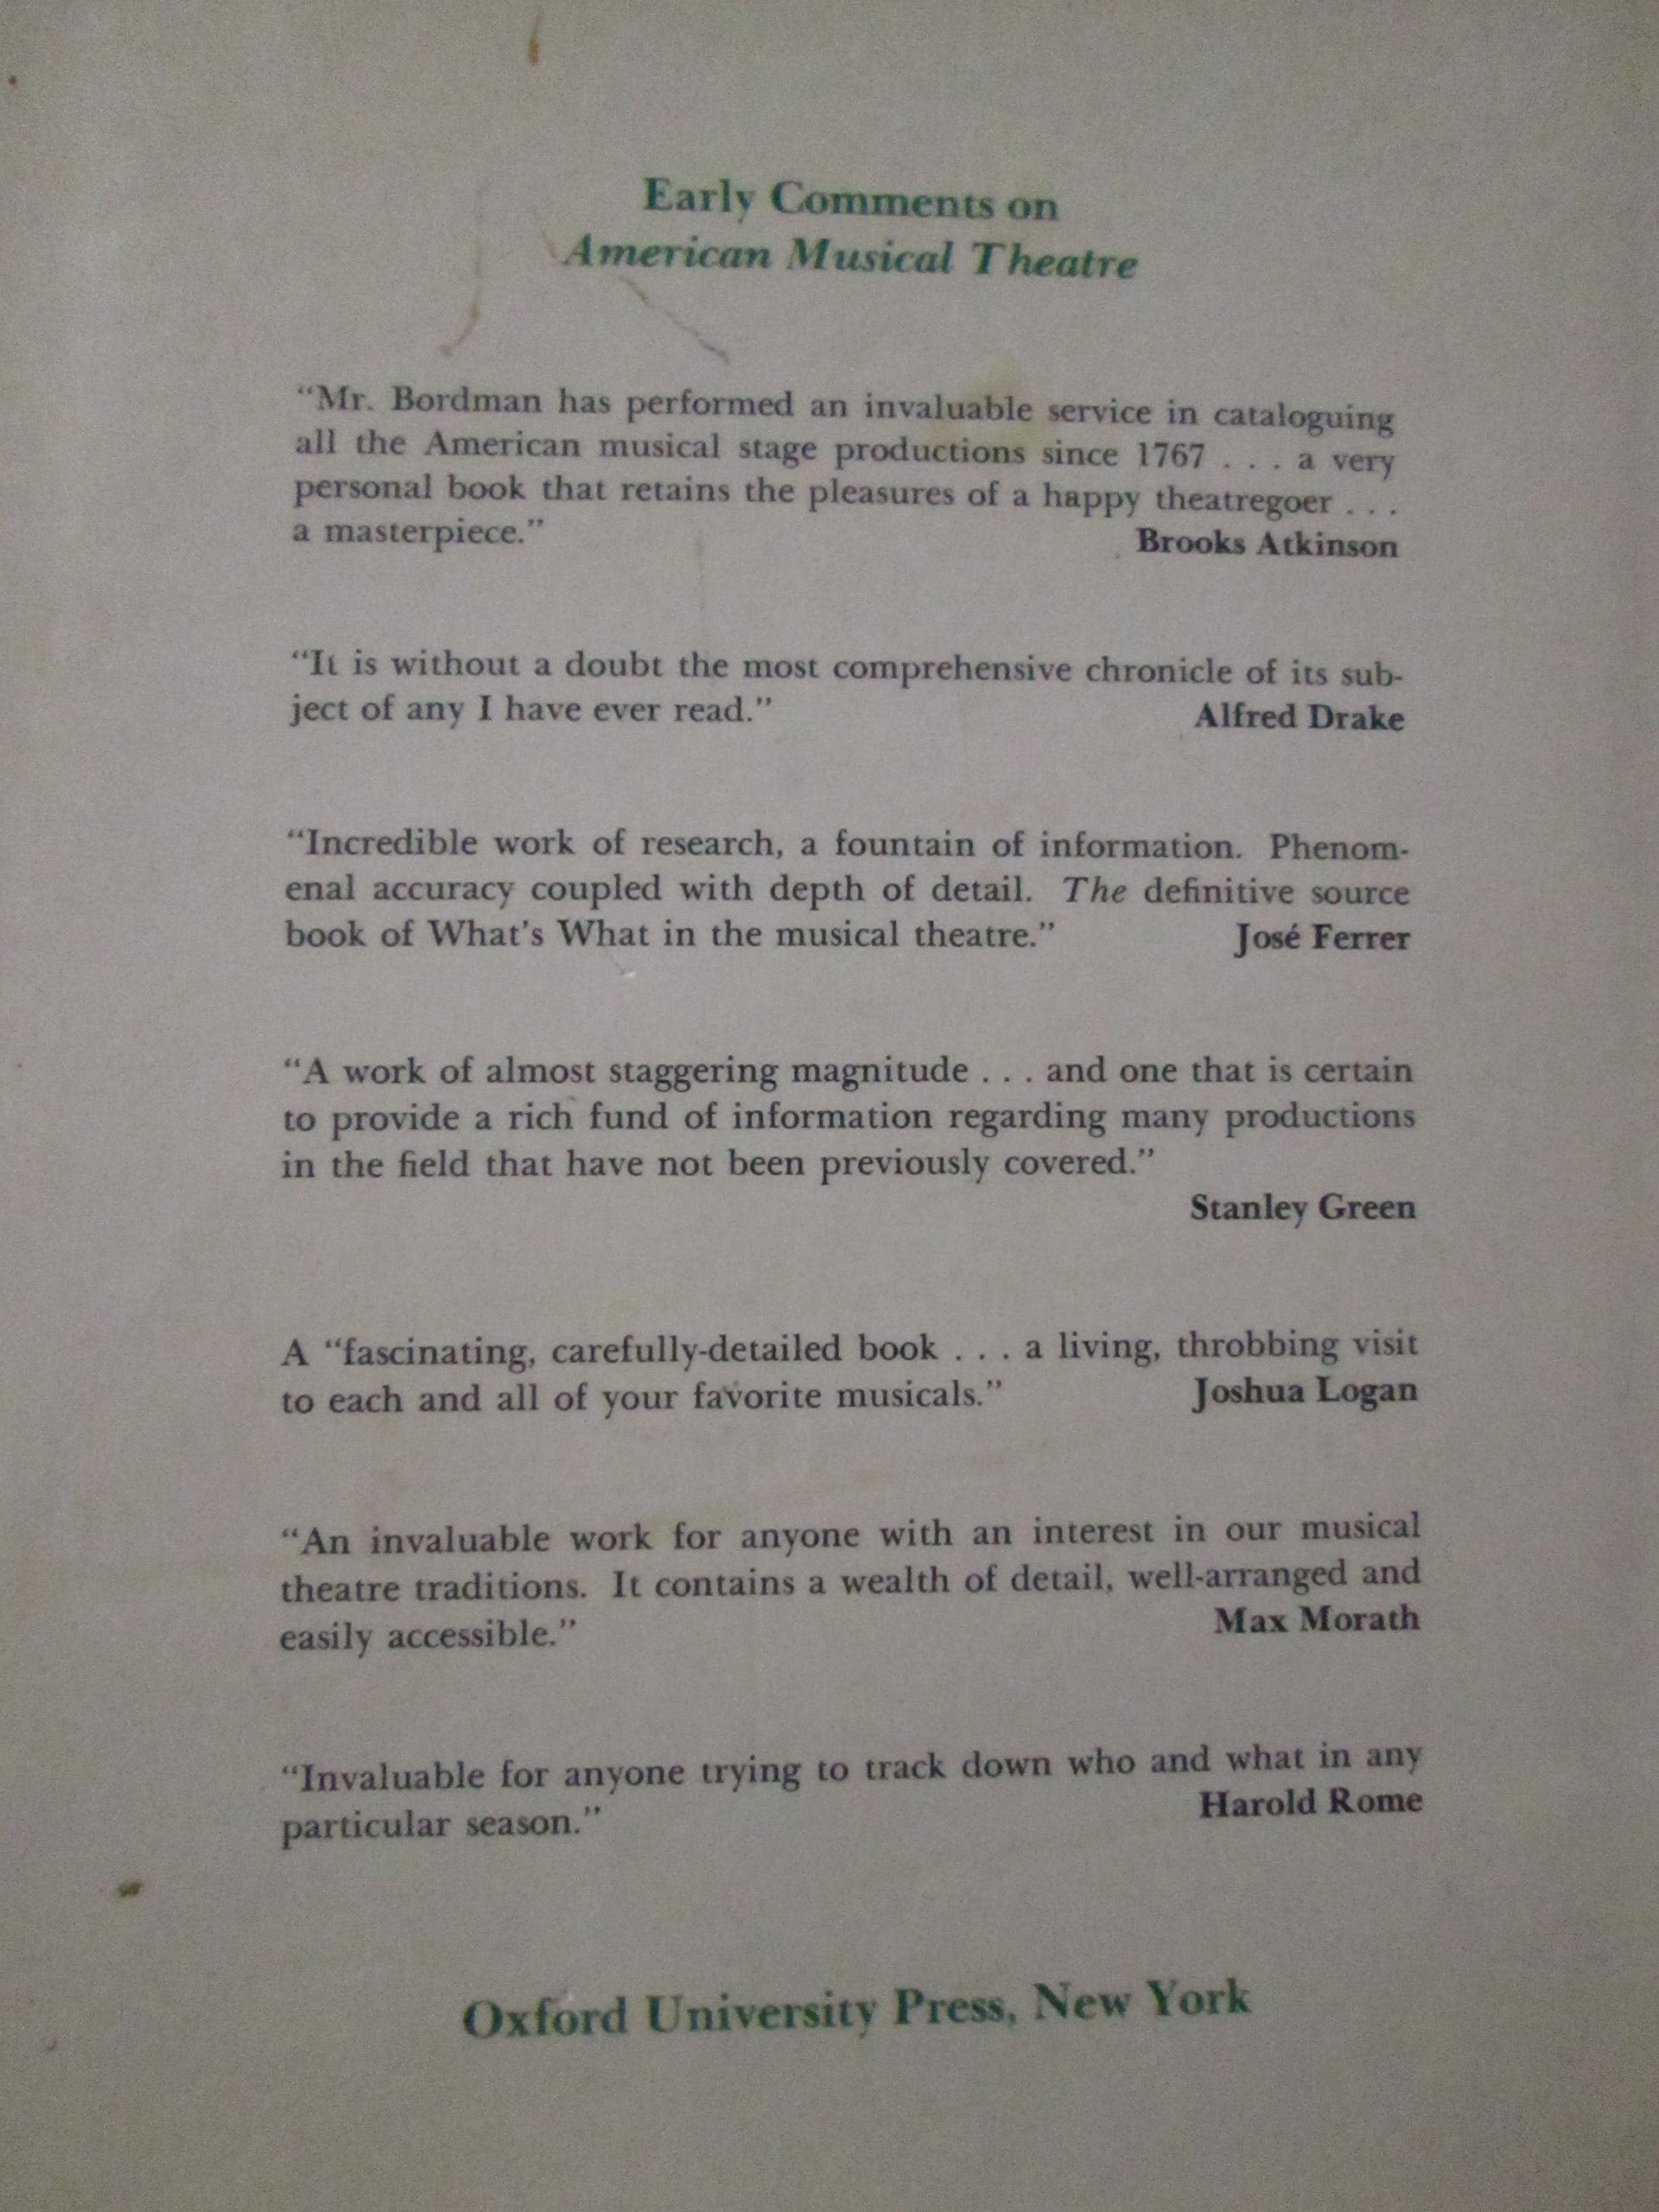 Early Comments on
American Musical Theatre
“Mr. Bordman has performed an invaluable service in cataloguing
all the American musical stage productions since 1767 . . . a very
personal book that retains the pleasures of a happy theatregoer . . .
a masterpiece.” Brooks Atkinson
“It is without a doubt the most comprehensive chronicle of its sub-
ject of any I have ever read.” Alfred Drake
“Incredible work of research, a fountain of information. Phenom-
enal accuracy coupled with depth of detail. The definitive source
book of What's What in the musical theatre.” José Ferrer
“A work of almost staggering magnitude . . . and one that is certain
to provide a rich fund of information regarding many productions
in the field that have not been previously covered.”
Stanley Green
A “fascinating, carefully-detailed book . . . a living, throbbing visit
to each and all of your favorite musicals.” Joshua Logan
“An invaluable work for anyone with an interest in our musical
theatre traditions. It contains a wealth of detail, well-arranged and
easily accessible.” Max Morath
“Invaluable for anyone trying to track down who and what in any
particular season.” Harold Rome
Oxford University Press, New York